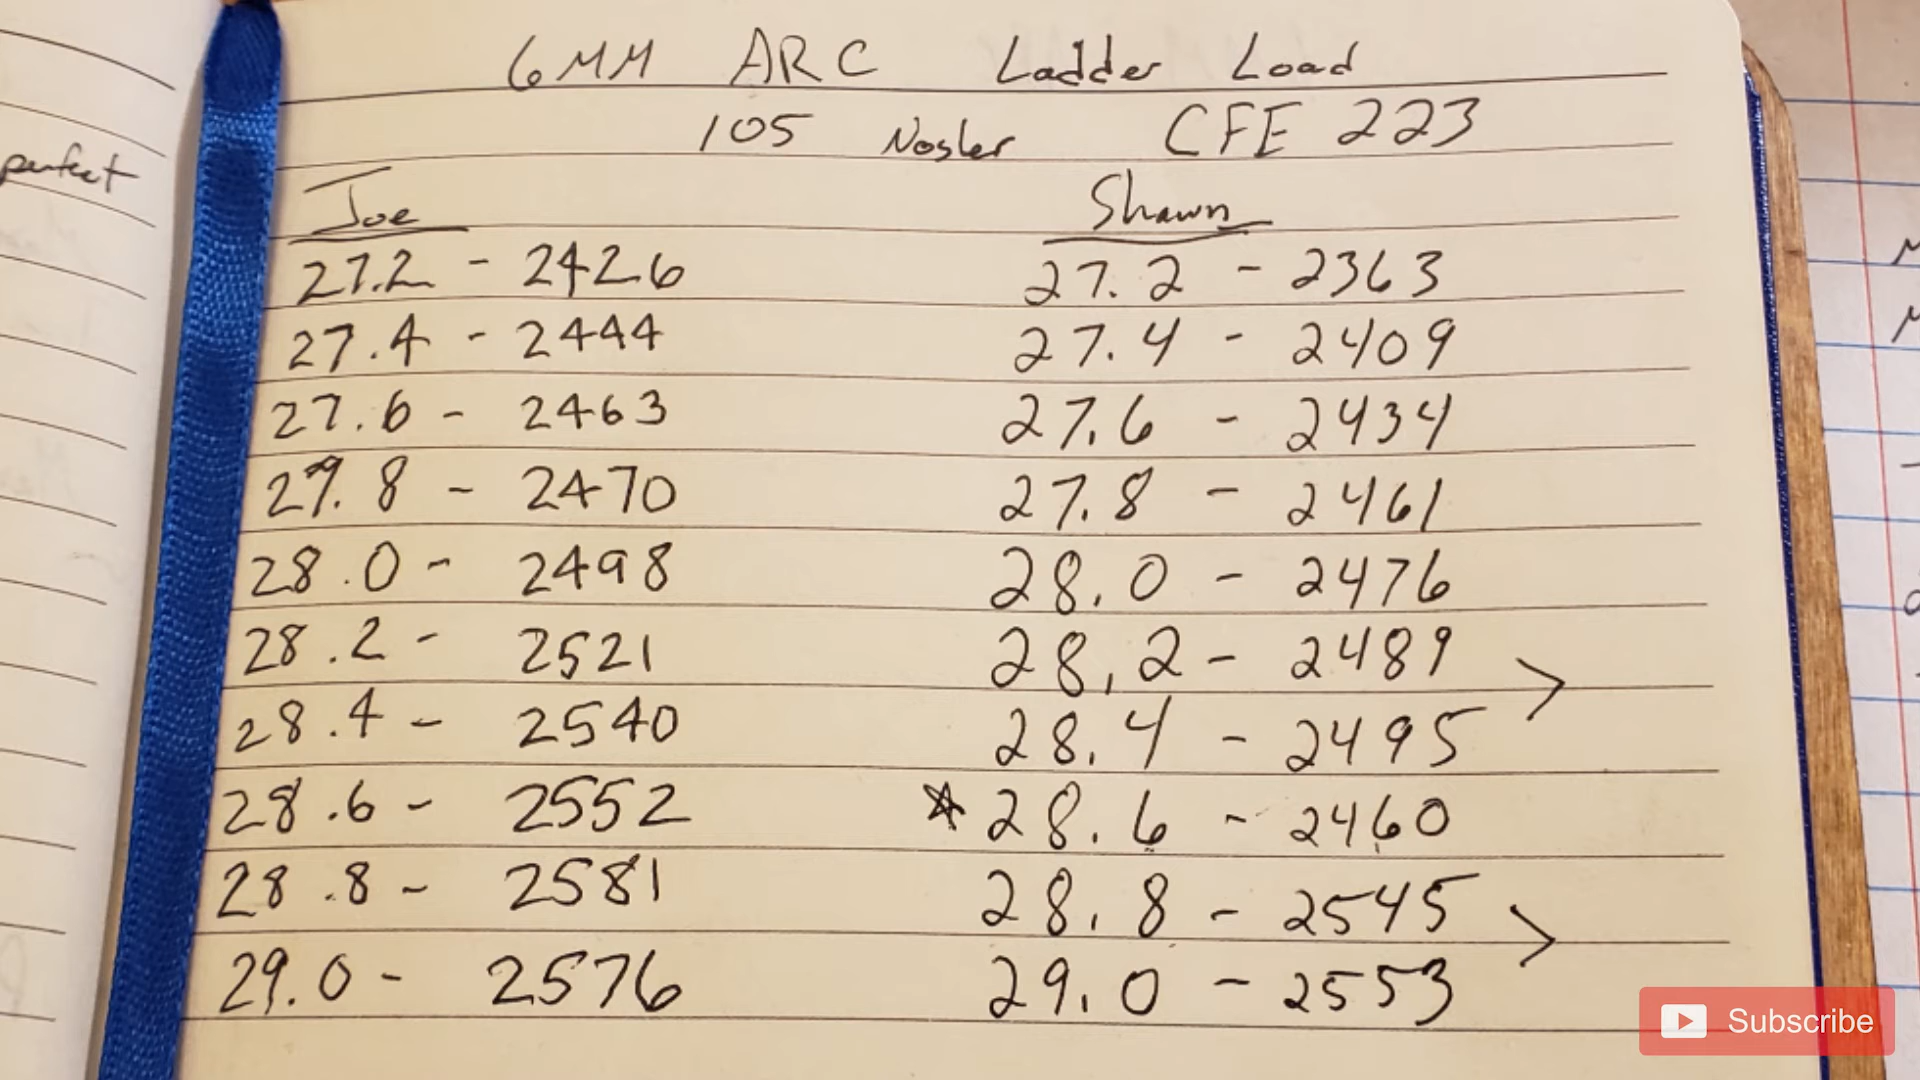 6MM ARC Ladder Load
105 Nosler CFE 223
perfect
Joe Shawn
27.2 - 2426 27.2 - 2363
27.4 - 2444 27.4 - 2409
27.6 - 2463 27.6 - 2434
27.8 - 2470 27.8 - 2461
28.0 - 2498 28.0 - 2476
28.2 - 2521 28.2 - 2489 >
28.4 - 2540 28.4 - 2495
28.6 - 2552 * 28.6 - 2460
28.8 - 2581 28.8 - 2545 >
29.0 - 2576 29.0 - 2553
Subscribe